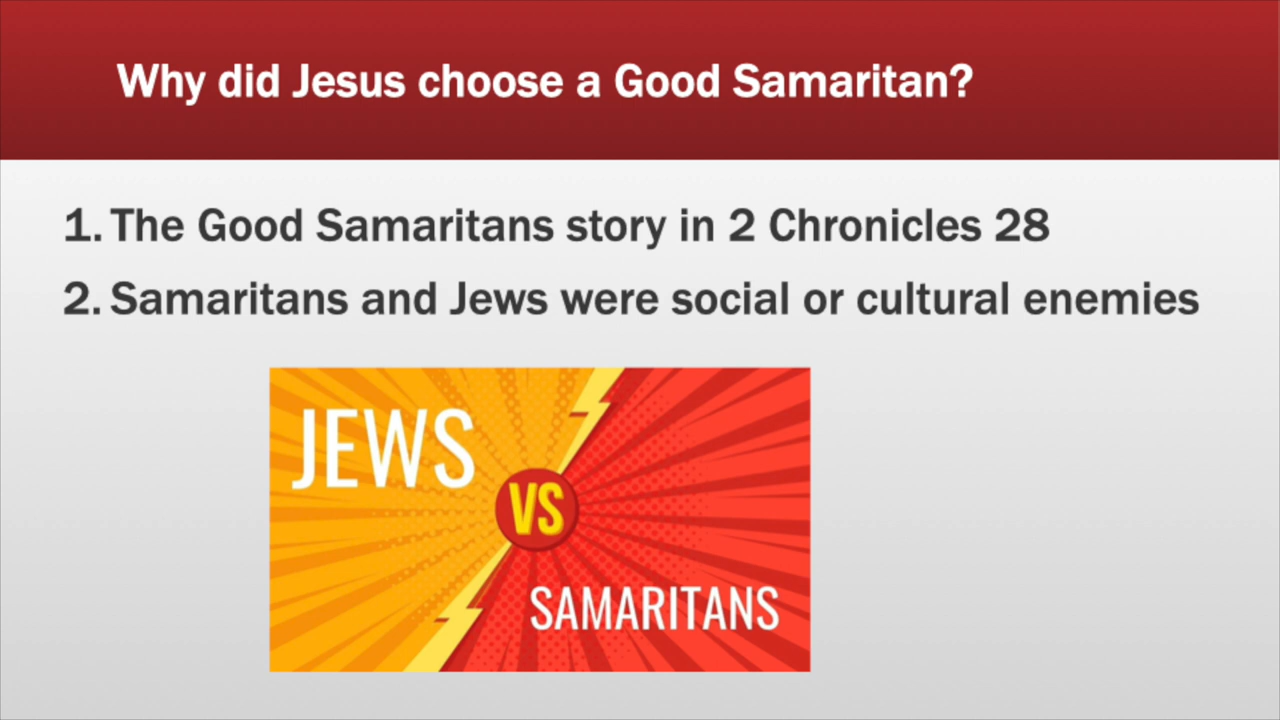 Why did Jesus choose a Good Samaritan?
1. The Good Samaritans story in 2 Chronicles 28
2. Samaritans and Jews were social or cultural enemies
JEWS
VS
SAMARITANS